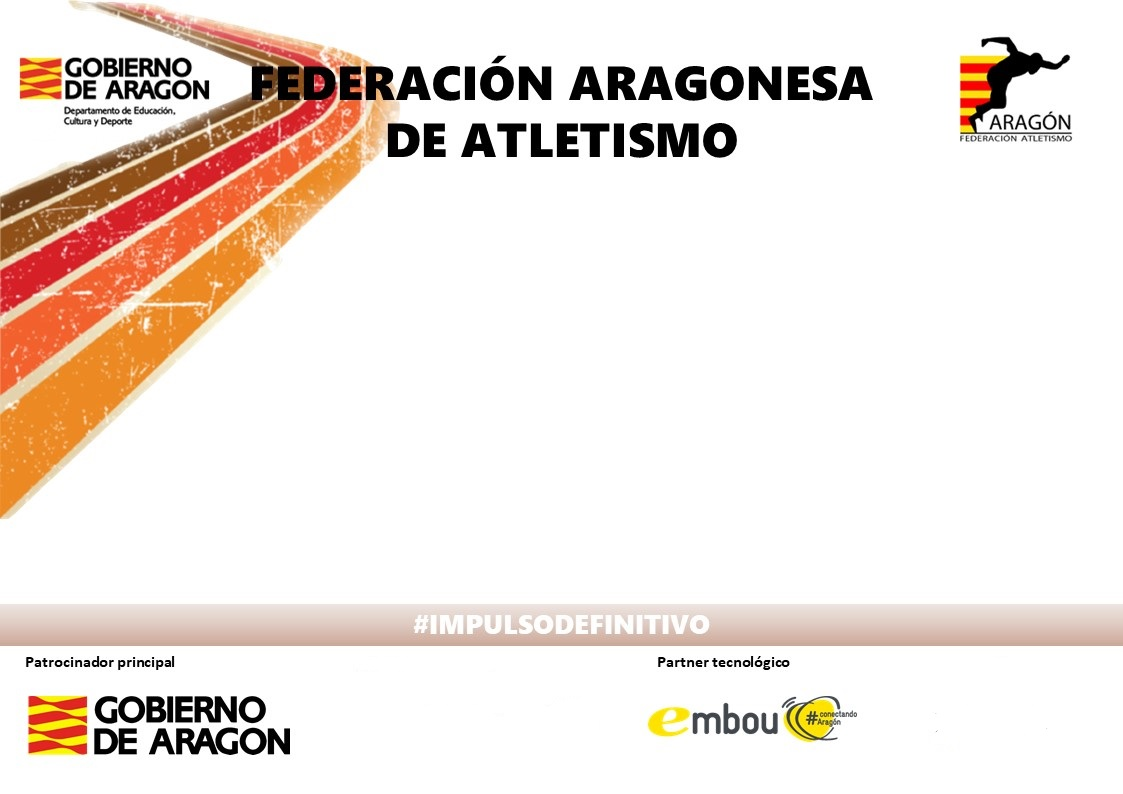 GOBIERNO
DE ARAGON
Departamento de Educación,
Cultura y Deporte
FEDERACIÓN ARAGONESA
DE ATLETISMO
ARAGÓN
FEDERACIÓN ATLETISMO
#IMPULSODEFINITIVO
Patrocinador principal
GOBIERNO
DE ARAGON
Partner tecnológico
embou
#conectando
Aragón